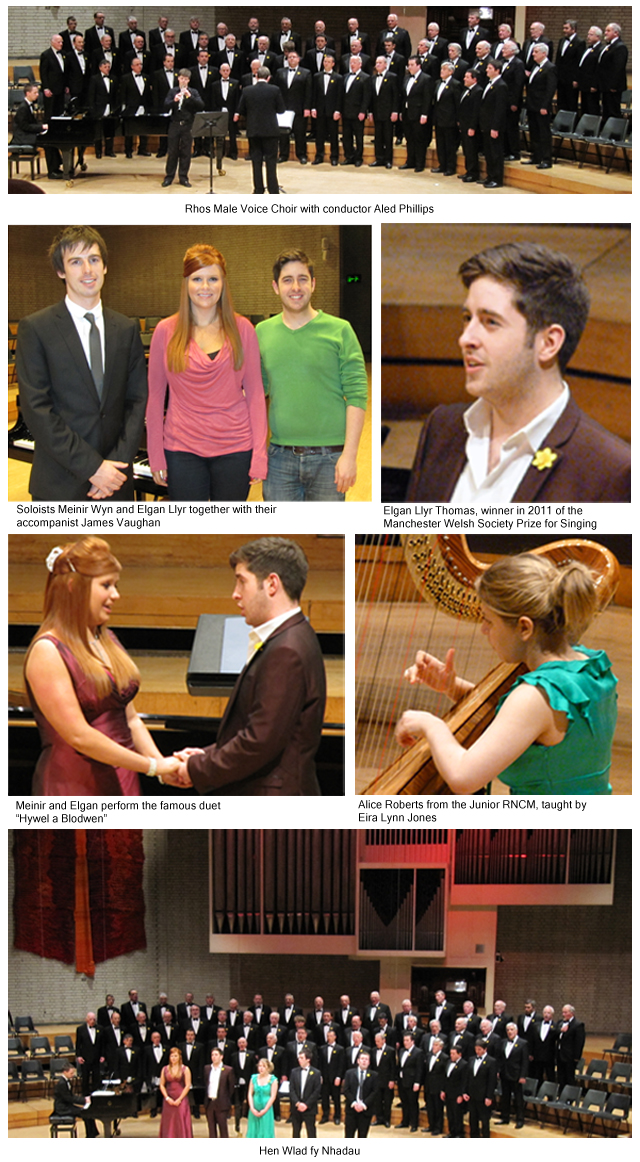 Rhos Male Voice Choir with conductor Aled Phillips
Soloists Meinir Wyn and Elgan Llyr together with their
accompanist James Vaughan
Elgan Llyr Thomas, winner in 2011 of the
Manchester Welsh Society Prize for Singing
Meinir and Elgan perform the famous duet
“Hywel a Blodwen”
Alice Roberts from the Junior RNCM, taught by
Eira Lynn Jones
Hen Wlad fy Nhadau